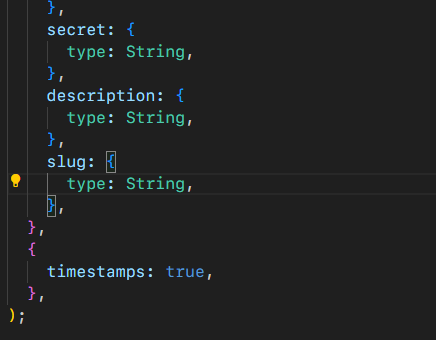 },
secret: {
type: String,
},
description: {
type: String,
},
slug: {
type: String,
},
},
{
timestamps: true,
},
);